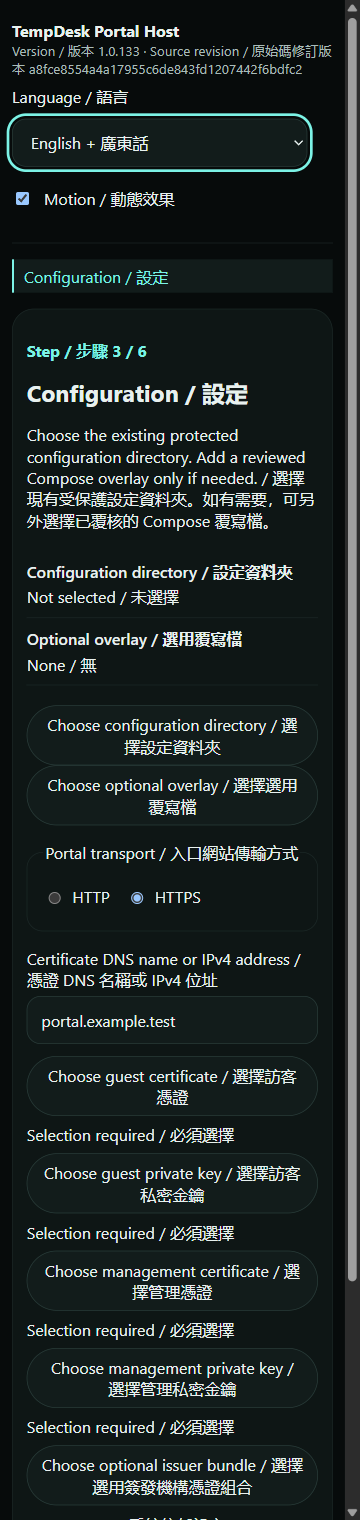 TempDesk Portal Host
Version / 版本 1.0.133 · Source revision / 原始碼修訂版
本 a8fce8554a4a17955c6de843fd1207442f6bdfc2
Language / 語言
English + 廣東話
Motion / 動態效果
Configuration / 設定
Step / 步驟 3 / 6
Configuration / 設定
Choose the existing protected
configuration directory. Add a reviewed
Compose overlay only if needed. / 選擇
現有受保護設定資料夾。如有需要，可另
外選擇已覆核的 Compose 覆寫檔。
Configuration directory / 設定資料夾
Not selected / 未選擇
Optional overlay / 選用覆寫檔
None / 無
Choose configuration directory / 選
擇設定資料夾
Choose optional overlay / 選擇選用
覆寫檔
Portal transport / 入口網站傳輸方式
HTTP HTTPS
Certificate DNS name or IPv4 address /
憑證 DNS 名稱或 IPv4 位址
portal.example.test
Choose guest certificate / 選擇訪客
憑證
Selection required / 必須選擇
Choose guest private key / 選擇訪客
私密金鑰
Selection required / 必須選擇
Choose management certificate / 選
擇管理憑證
Selection required / 必須選擇
Choose management private key /
選擇管理私密金鑰
Selection required / 必須選擇
Choose optional issuer bundle / 選擇
選用簽發機構憑證組合